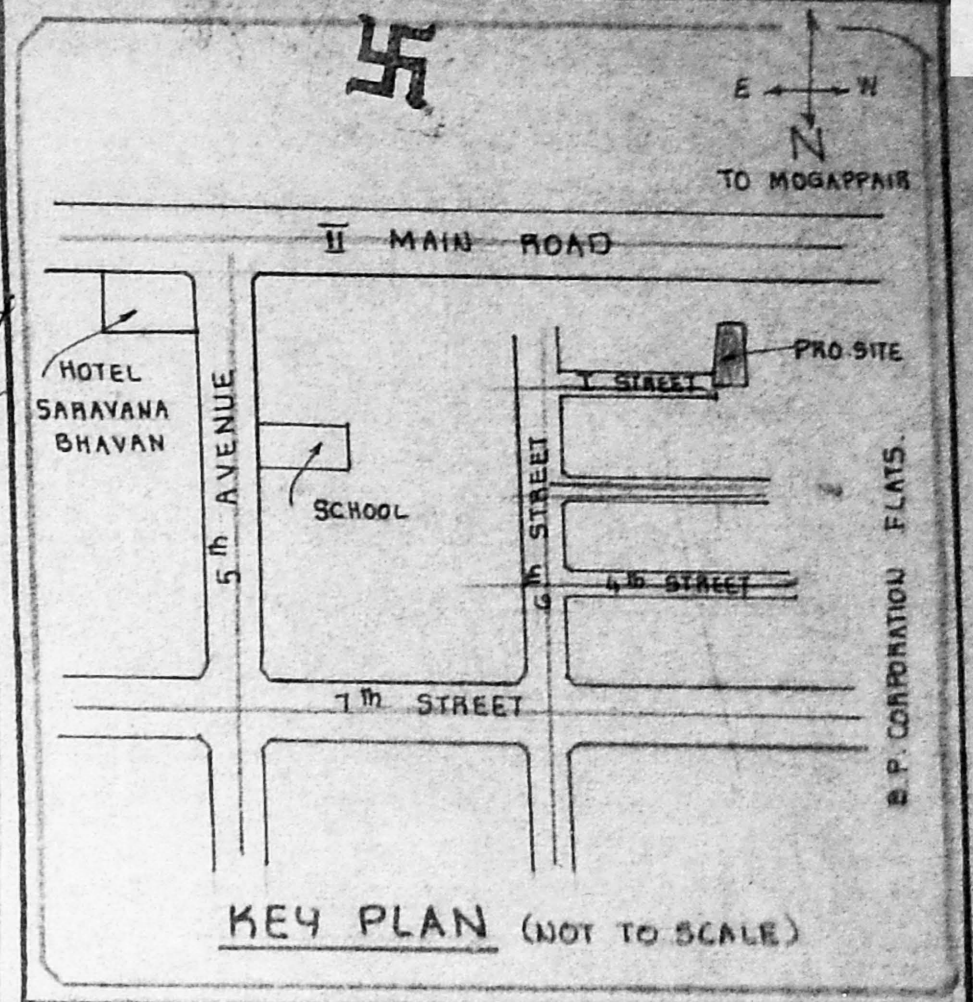 E W
N
TO MOGAPPAIR
II MAIN ROAD
HOTEL
SARAVANA
BHAVAN
5th AVENUE
SCHOOL
6th STREET
I STREET
PRO.SITE
4th STREET
B.P. CORPORATION FLATS.
7th STREET
KEY PLAN (NOT TO SCALE)